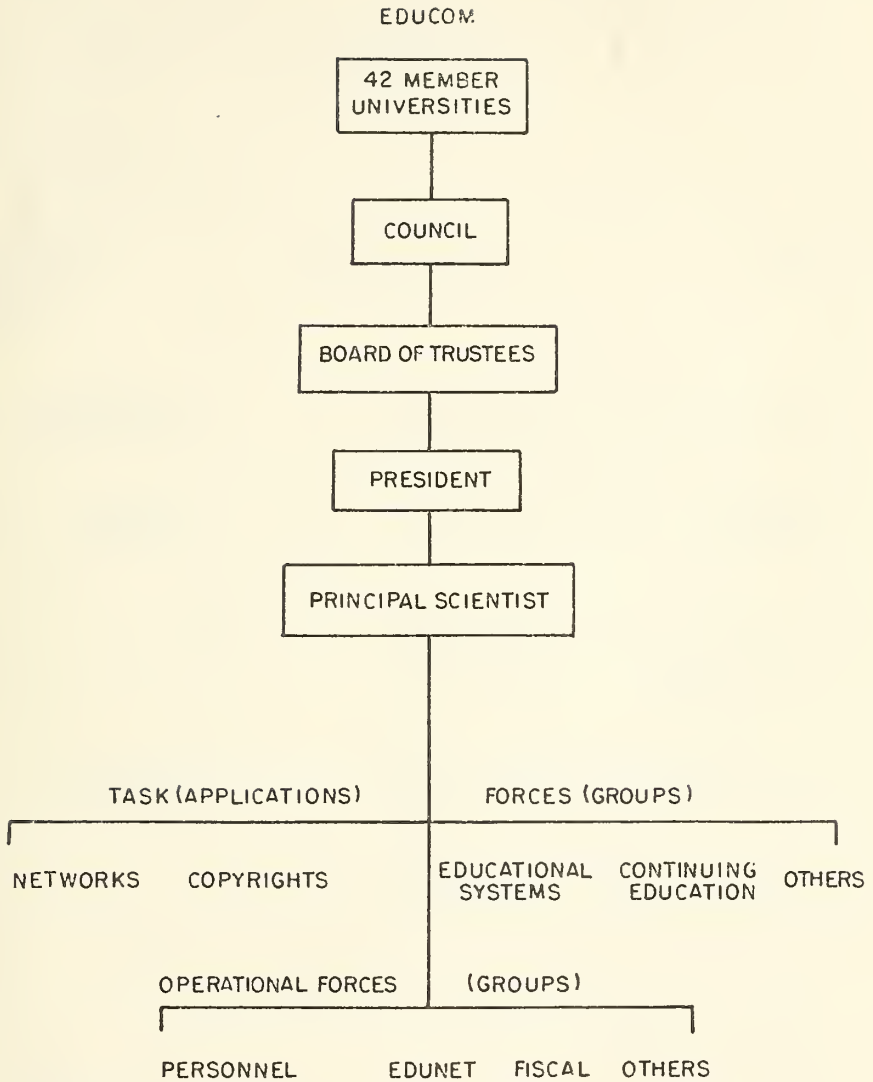 EDUCOM
42 MEMBER
UNIVERSITIES
COUNCIL
BOARD OF TRUSTEES
PRESIDENT
PRINCIPAL SCIENTIST
TASK (APPLICATIONS) FORCES (GROUPS)
NETWORKS COPYRIGHTS EDUCATIONAL SYSTEMS CONTINUING EDUCATION OTHERS
OPERATIONAL FORCES (GROUPS)
PERSONNEL EDUNET FISCAL OTHERS